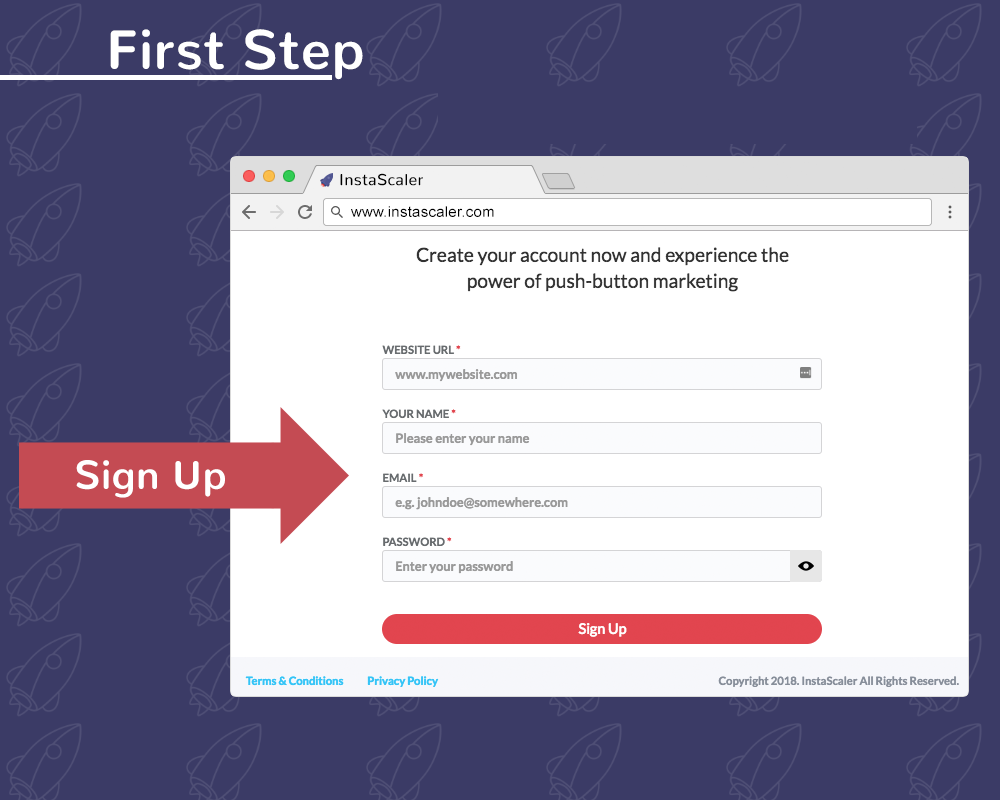 First Step
InstaScaler
www.instascaler.com
Create your account now and experience the
power of push-button marketing
WEBSITE URL *
www.mywebsite.com
YOUR NAME *
Please enter your name
Sign Up
EMAIL *
e.g. johndoe@somewhere.com
PASSWORD *
Enter your password
Sign Up
Terms & Conditions Privacy Policy Copyright 2018. InstaScaler All Rights Reserved.